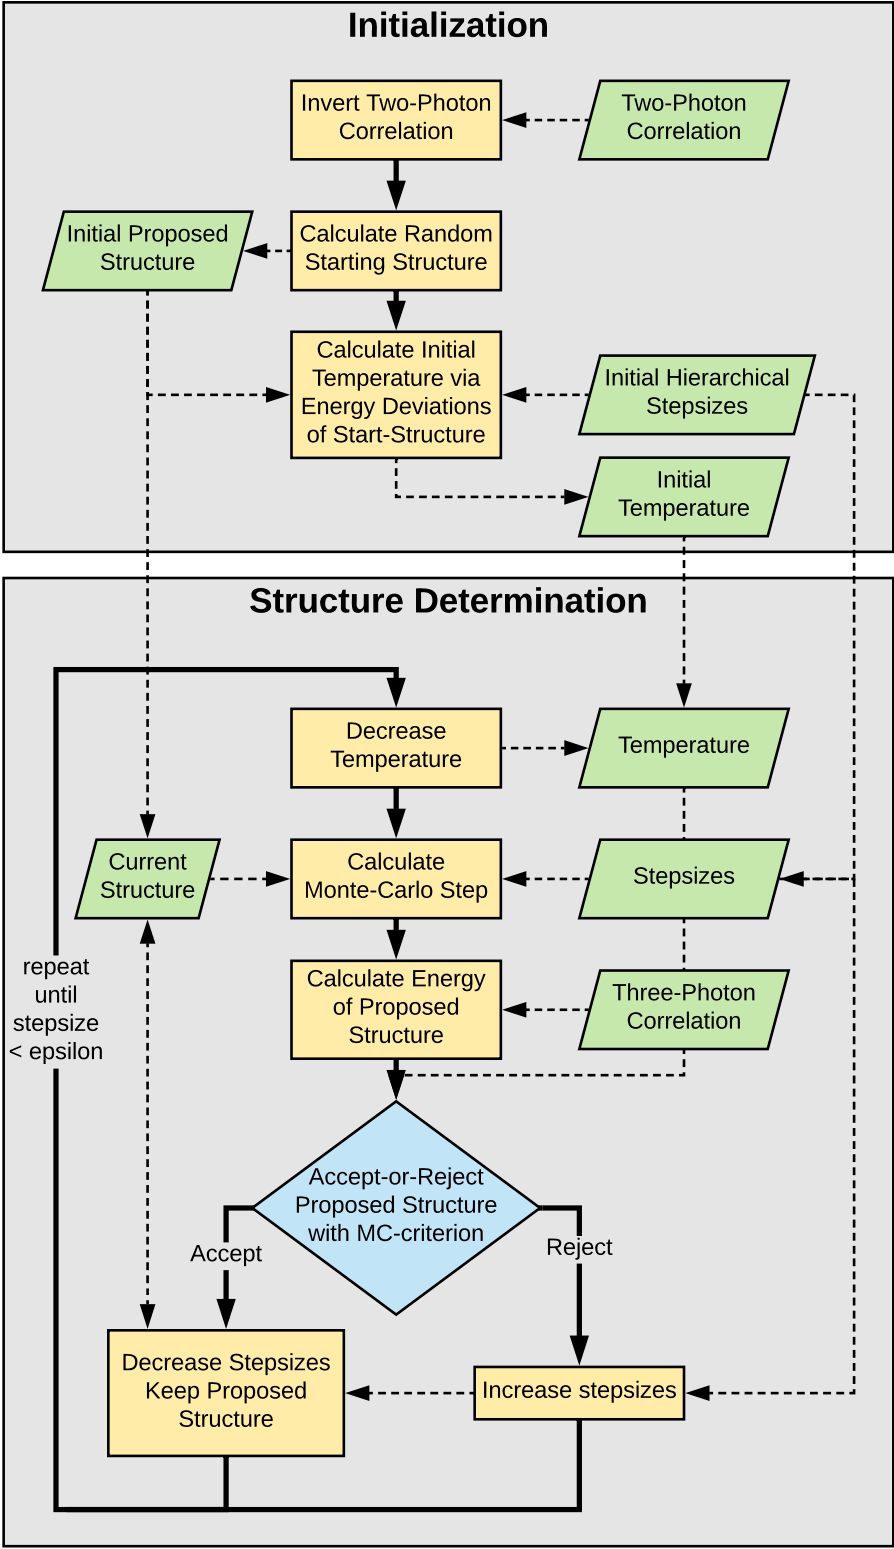 Initialization
Invert Two-Photon
Correlation
Two-Photon
Correlation
Initial Proposed
Structure
Calculate Random
Starting Structure
Calculate Initial
Temperature via
Energy Deviations
of Start-Structure
Initial Hierarchical
Stepsizes
Initial
Temperature
Structure Determination
Decrease
Temperature
Temperature
Current
Structure
Calculate
Monte-Carlo Step
Stepsizes
repeat
until
stepsize
< epsilon
Calculate Energy
of Proposed
Structure
Three-Photon
Correlation
Accept-or-Reject
Proposed Structure
with MC-criterion
Accept
Reject
Decrease Stepsizes
Keep Proposed
Structure
Increase stepsizes